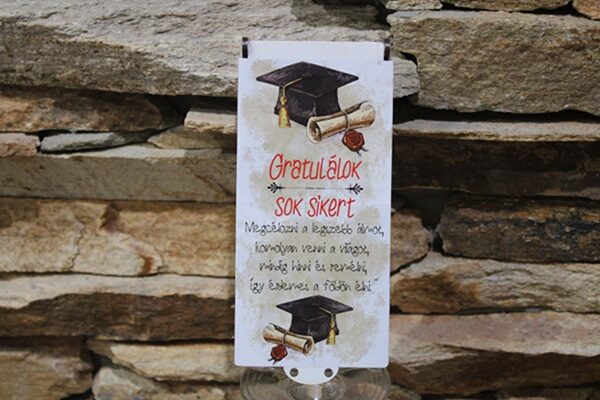 Gratulálok
sok sikert
Megcélozni a legszebb álmot,
komolyan venni a világot,
mindig hinni és remélni,
így érdemes a földön élni.